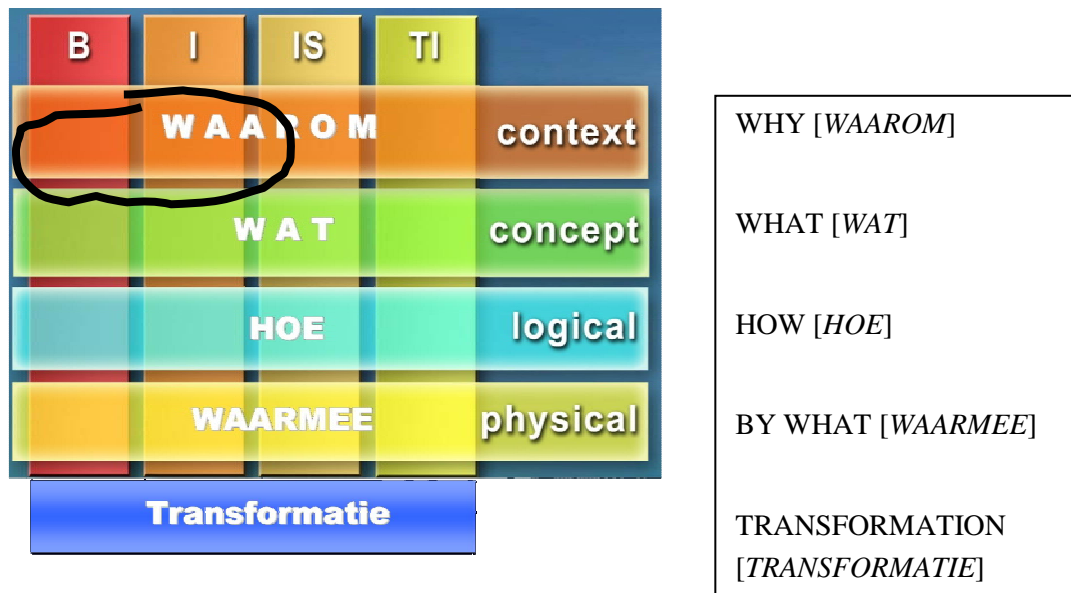 B I IS TI
WAAROM context
WAT concept
HOE logical
WAARMEE physical
Transformatie
WHY [WAAROM]
WHAT [WAT]
HOW [HOE]
BY WHAT [WAARMEE]
TRANSFORMATION
[TRANSFORMATIE]